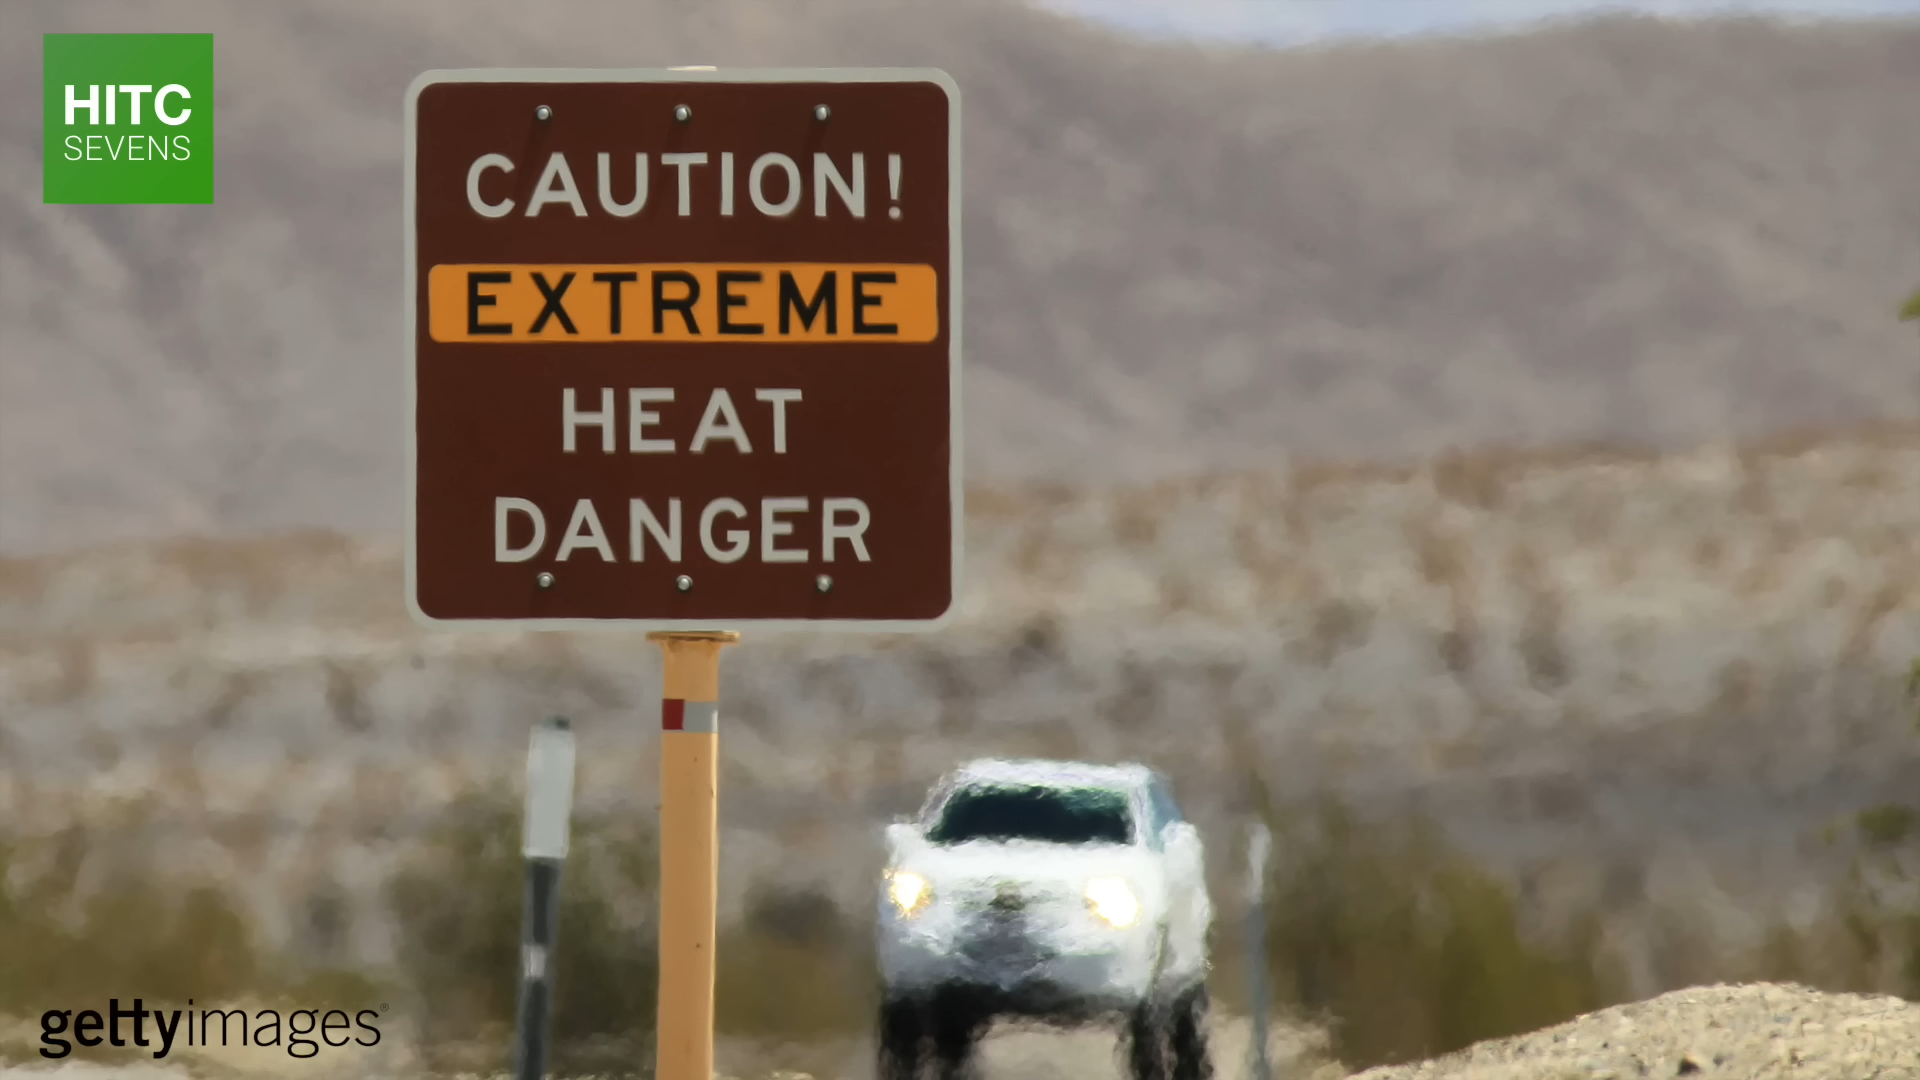 HITC
SEVENS
CAUTION!
EXTREME
HEAT
DANGER
gettyimages®